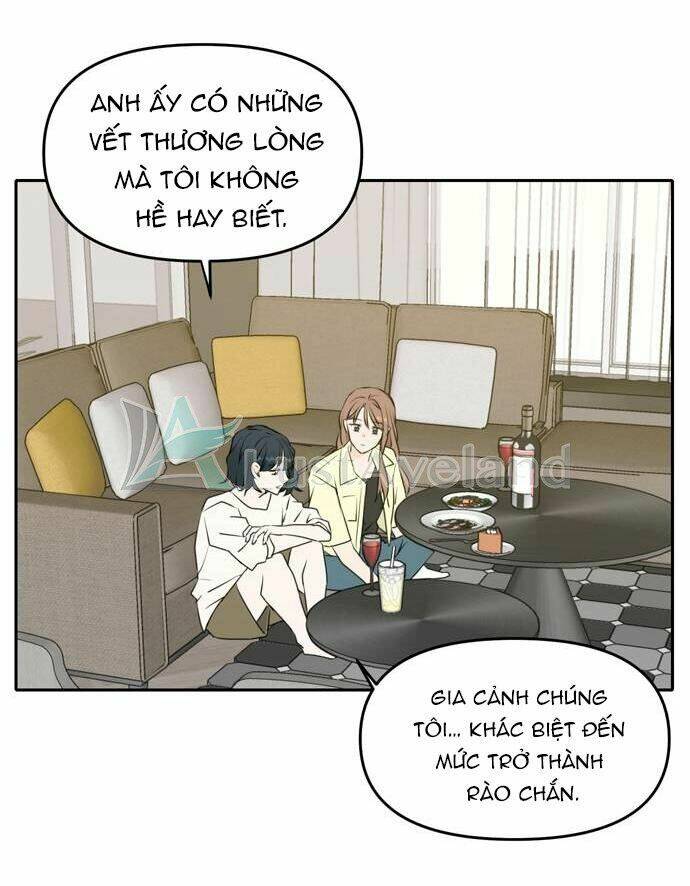 ANH ẤY CÓ NHỮNG
VẾT THƯƠNG LÒNG
MÀ TÔI KHÔNG
HỀ HAY BIẾT.
TrustAveland
GIA CẢNH CHÚNG
TÔI... KHÁC BIỆT ĐẾN
MỨC TRỞ THÀNH
RÀO CHẮN.